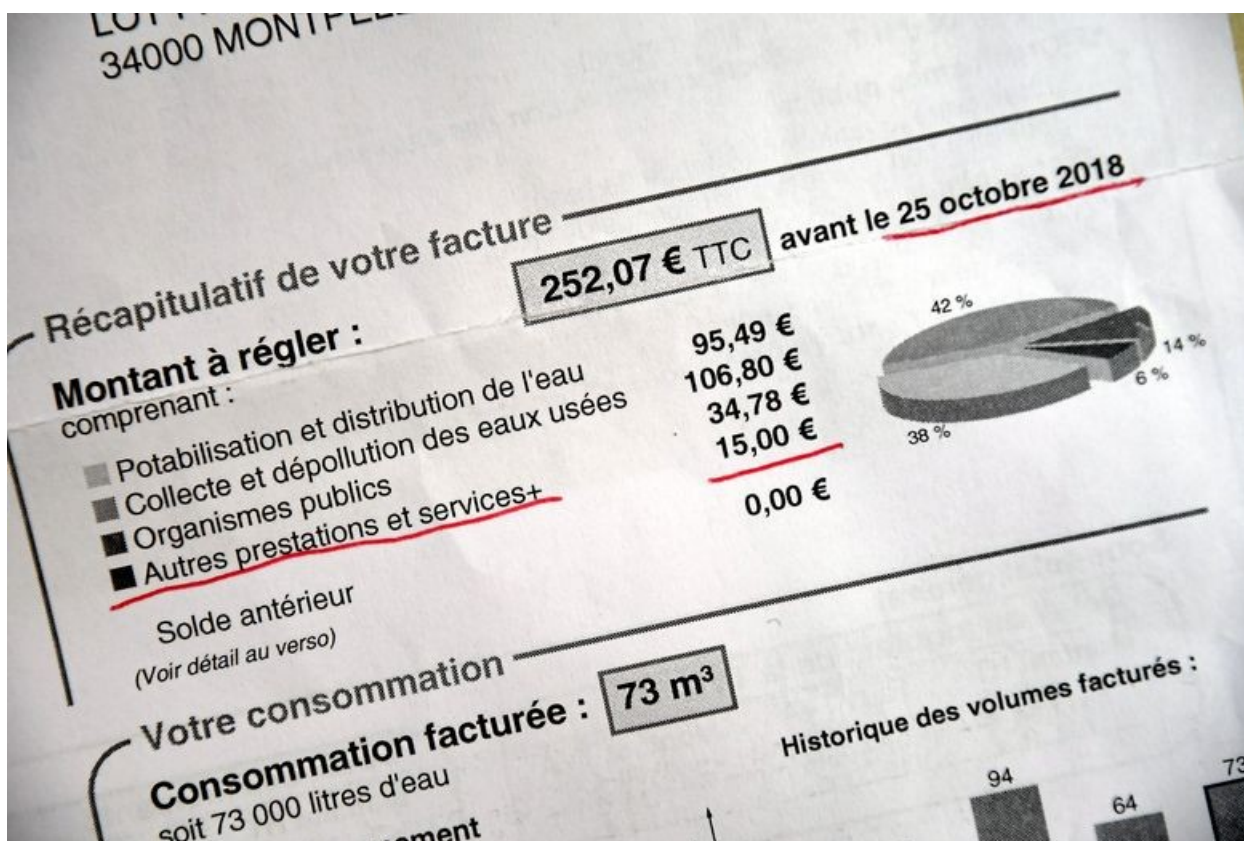 34000
Récapitulatif de votre facture
Montant à régler : 252,07 € TTC avant le 25 octobre 2018
comprenant :
Potabilisation et distribution de l'eau 95,49 €
Collecte et dépollution des eaux usées 106,80 €
Organismes publics 34,78 €
Autres prestations et services+ 15,00 €
Solde antérieur 0,00 €
(Voir détail au verso)
42 %
14 %
6 %
38 %
Votre consommation
Consommation facturée : 73 m³
soit 73 000 litres d'eau
Historique des volumes facturés :
94
64
73